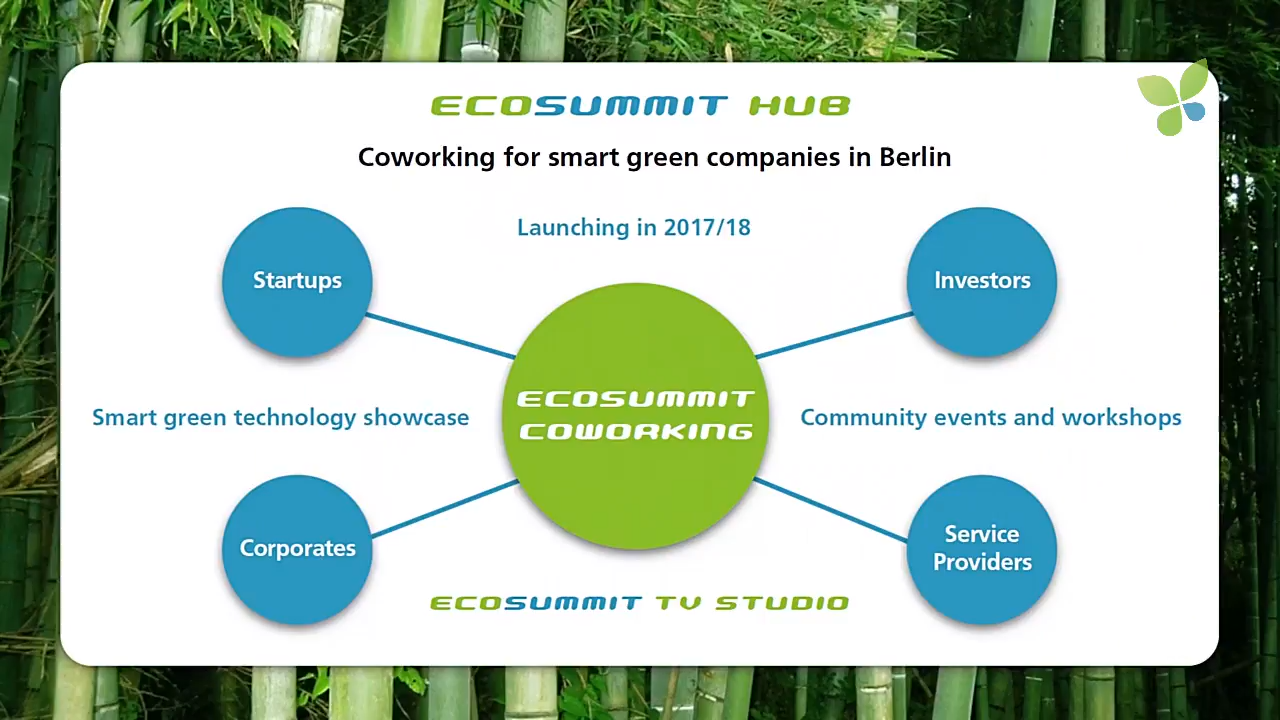 ECOSUMMIT HUB
Coworking for smart green companies in Berlin
Launching in 2017/18
Startups
Investors
ECOSUMMIT
COWORKING
Smart green technology showcase
Community events and workshops
Corporates
Service
Providers
ECOSUMMIT TV STUDIO